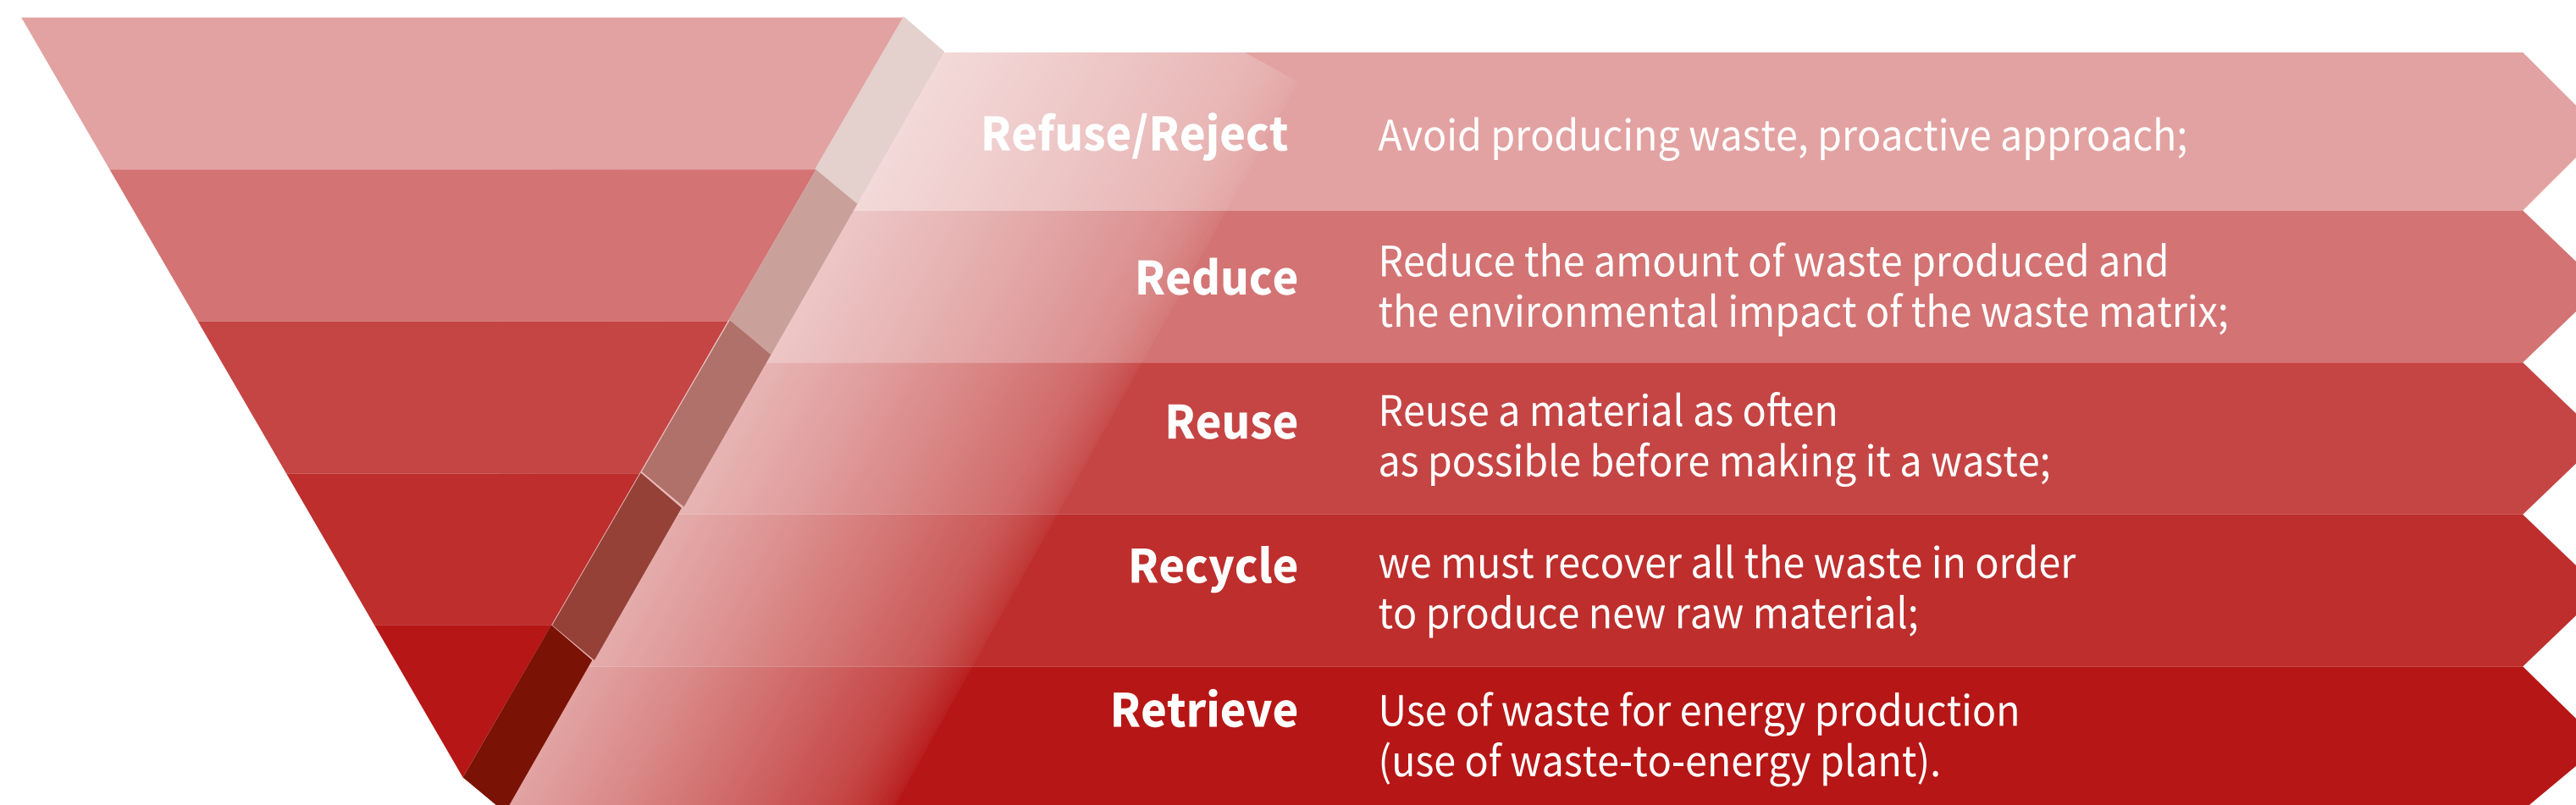 Refuse/Reject
Avoid producing waste, proactive approach;
Reduce
Reduce the amount of waste produced and
the environmental impact of the waste matrix;
Reuse
Reuse a material as often
as possible before making it a waste;
Recycle
we must recover all the waste in order
to produce new raw material;
Retrieve
Use of waste for energy production
(use of waste-to-energy plant).